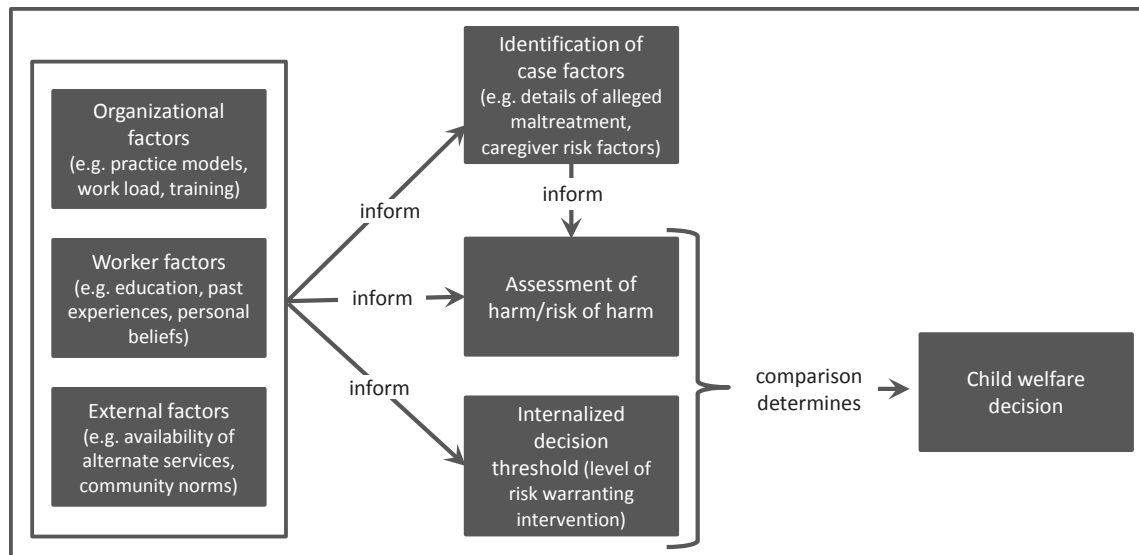 Organizational
factors
(e.g. practice models,
work load, training)
Worker factors
(e.g. education, past
experiences, personal
beliefs)
External factors
(e.g. availability of
alternate services,
community norms)
inform
inform
inform
Identification of
case factors
(e.g. details of alleged
maltreatment,
caregiver risk factors)
inform
Assessment of
harm/risk of harm
Internalized
decision
threshold (level of
risk warranting
intervention)
comparison
determines
Child welfare
decision